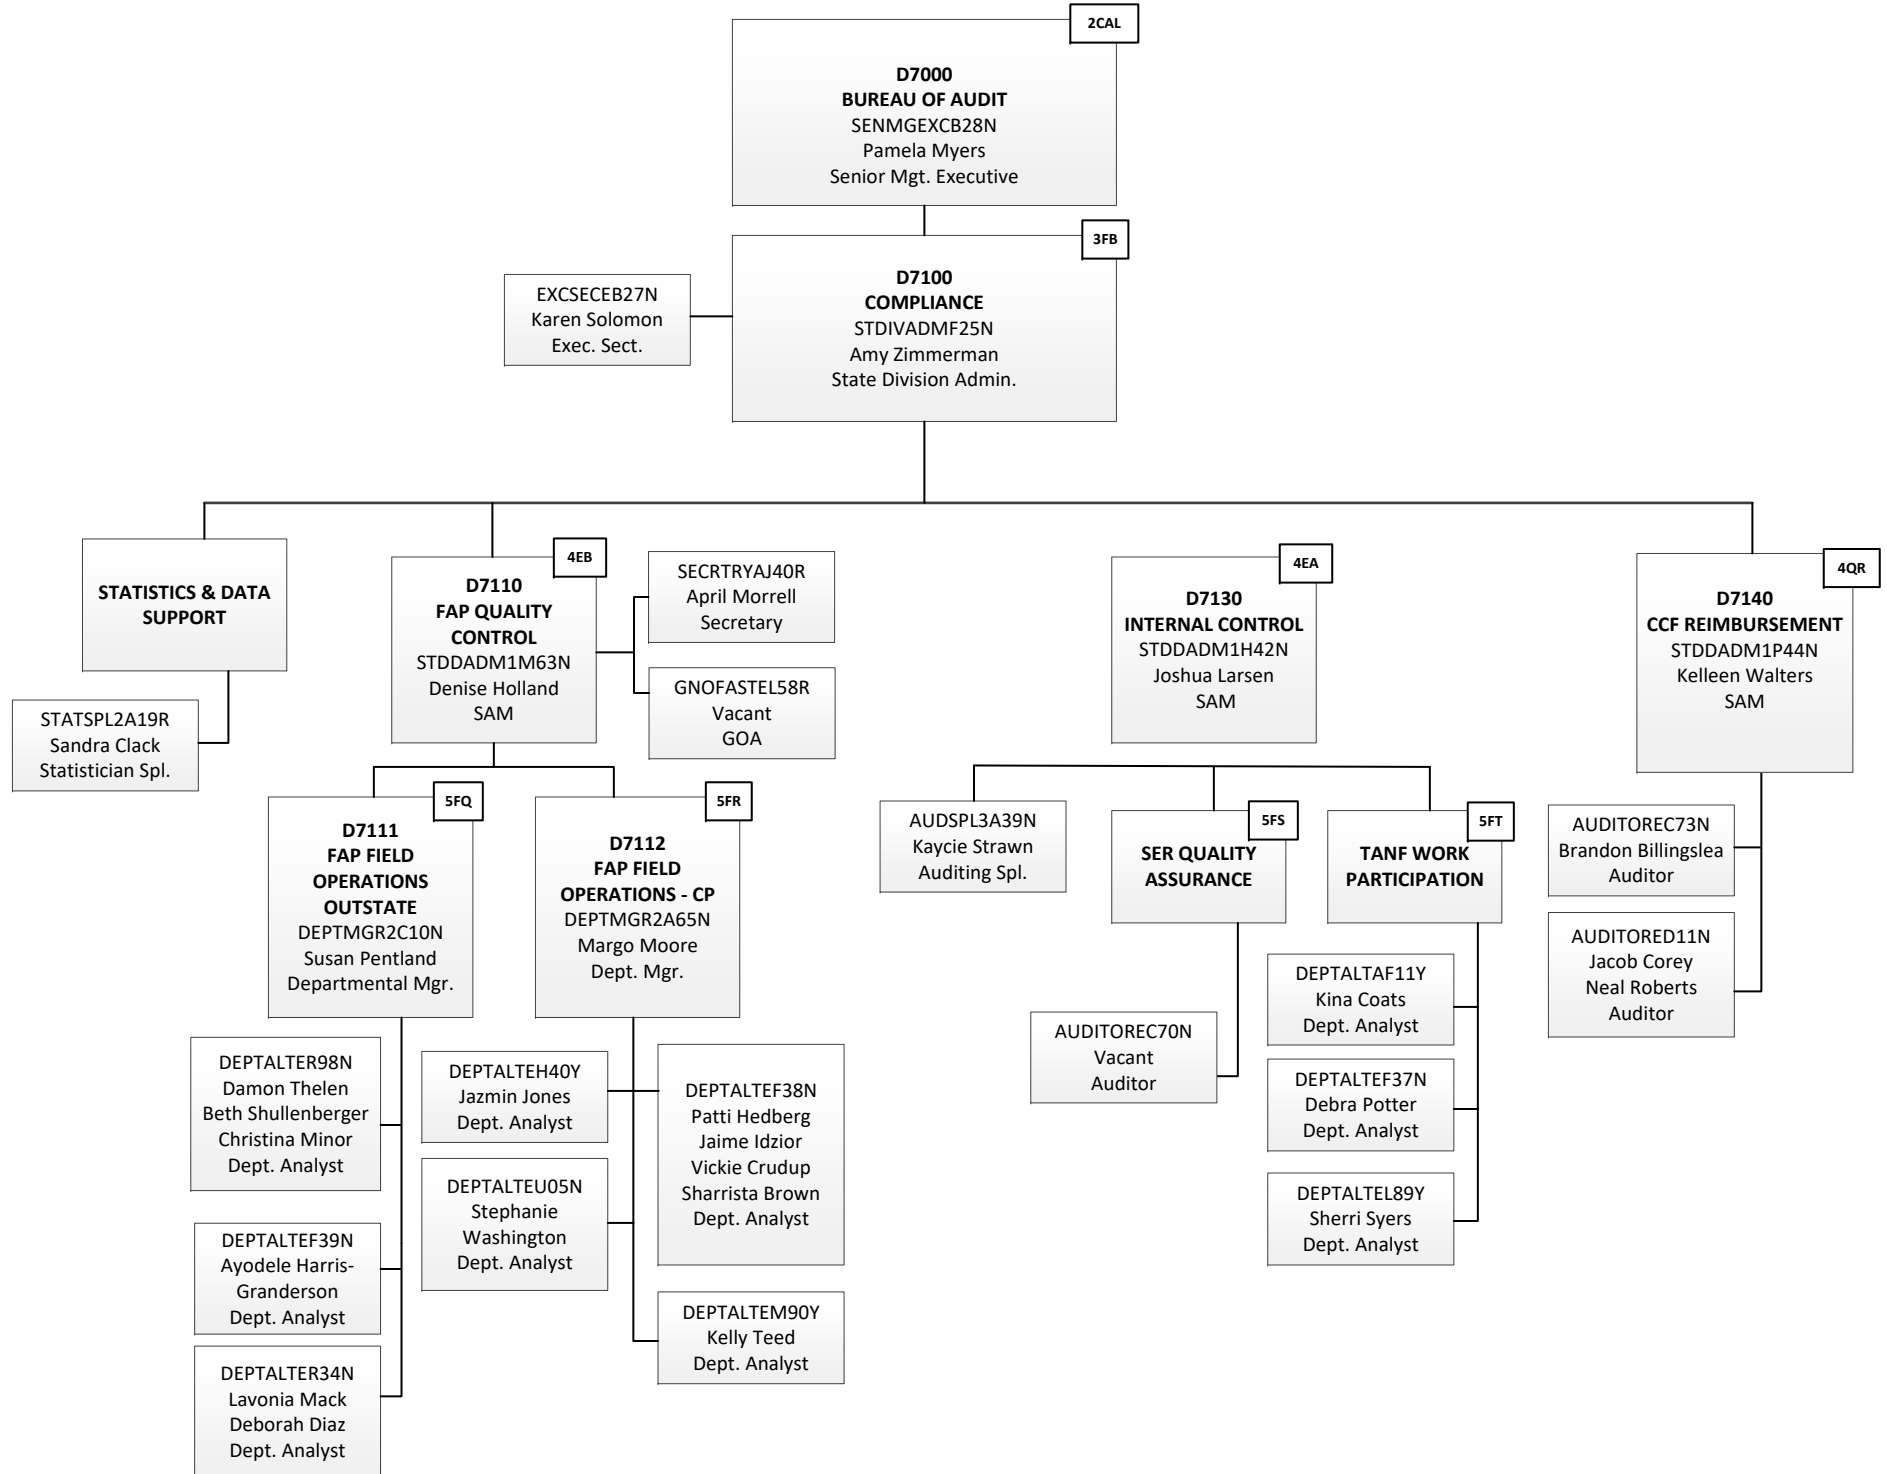 2CAL
D7000
BUREAU OF AUDIT
SENMGEXCB28N
Pamela Myers
Senior Mgt. Executive
3FB
D7100
COMPLIANCE
STDIVADMF25N
Amy Zimmerman
State Division Admin.
EXCSECEB27N
Karen Solomon
Exec. Sect.
STATISTICS & DATA
SUPPORT
STATSPL2A19R
Sandra Clack
Statistician Spl.
4EB
D7110
FAP QUALITY
CONTROL
STDDADM1M63N
Denise Holland
SAM
SECRTRYAJ40R
April Morrell
Secretary
GNOFASTEL58R
Vacant
GOA
5FQ
D7111
FAP FIELD
OPERATIONS
OUTSTATE
DEPTMGR2C10N
Susan Pentland
Departmental Mgr.
DEPTALTER98N
Damon Thelen
Beth Shullenberger
Christina Minor
Dept. Analyst
DEPTALTEF39N
Ayodele Harris-
Granderson
Dept. Analyst
DEPTALTER34N
Lavonia Mack
Deborah Diaz
Dept. Analyst
5FR
D7112
FAP FIELD
OPERATIONS - CP
DEPTMGR2A65N
Margo Moore
Dept. Mgr.
DEPTALTEH40Y
Jazmin Jones
Dept. Analyst
DEPTALTEU05N
Stephanie
Washington
Dept. Analyst
DEPTALTEF38N
Patti Hedberg
Jaime Idzior
Vickie Crudup
Sharrista Brown
Dept. Analyst
DEPTALTEM90Y
Kelly Teed
Dept. Analyst
4EA
D7130
INTERNAL CONTROL
STDDADM1H42N
Joshua Larsen
SAM
AUDSPL3A39N
Kaycie Strawn
Auditing Spl.
5FS
SER QUALITY
ASSURANCE
AUDITOREC70N
Vacant
Auditor
5FT
TANF WORK
PARTICIPATION
DEPTALTAF11Y
Kina Coats
Dept. Analyst
DEPTALTEF37N
Debra Potter
Dept. Analyst
DEPTALTEL89Y
Sherri Syers
Dept. Analyst
4QR
D7140
CCF REIMBURSEMENT
STDDADM1P44N
Kelleen Walters
SAM
AUDITOREC73N
Brandon Billingslea
Auditor
AUDITORED11N
Jacob Corey
Neal Roberts
Auditor